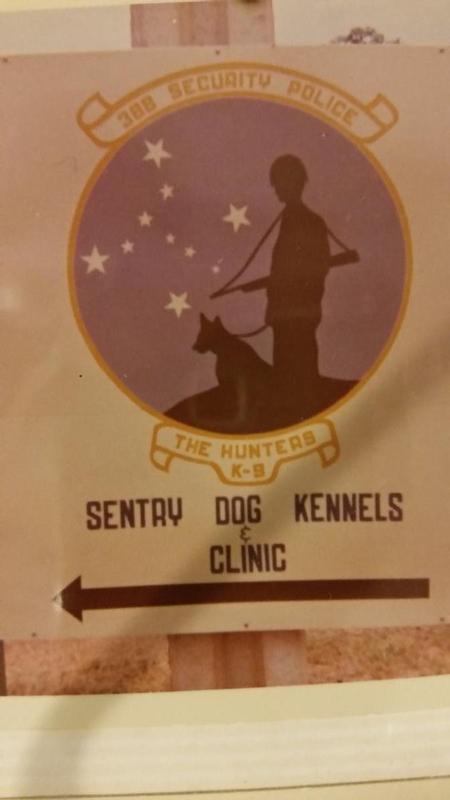 388 SECURITY POLICE
THE HUNTERS
K-9
SENTRY DOG KENNELS
&
CLINIC